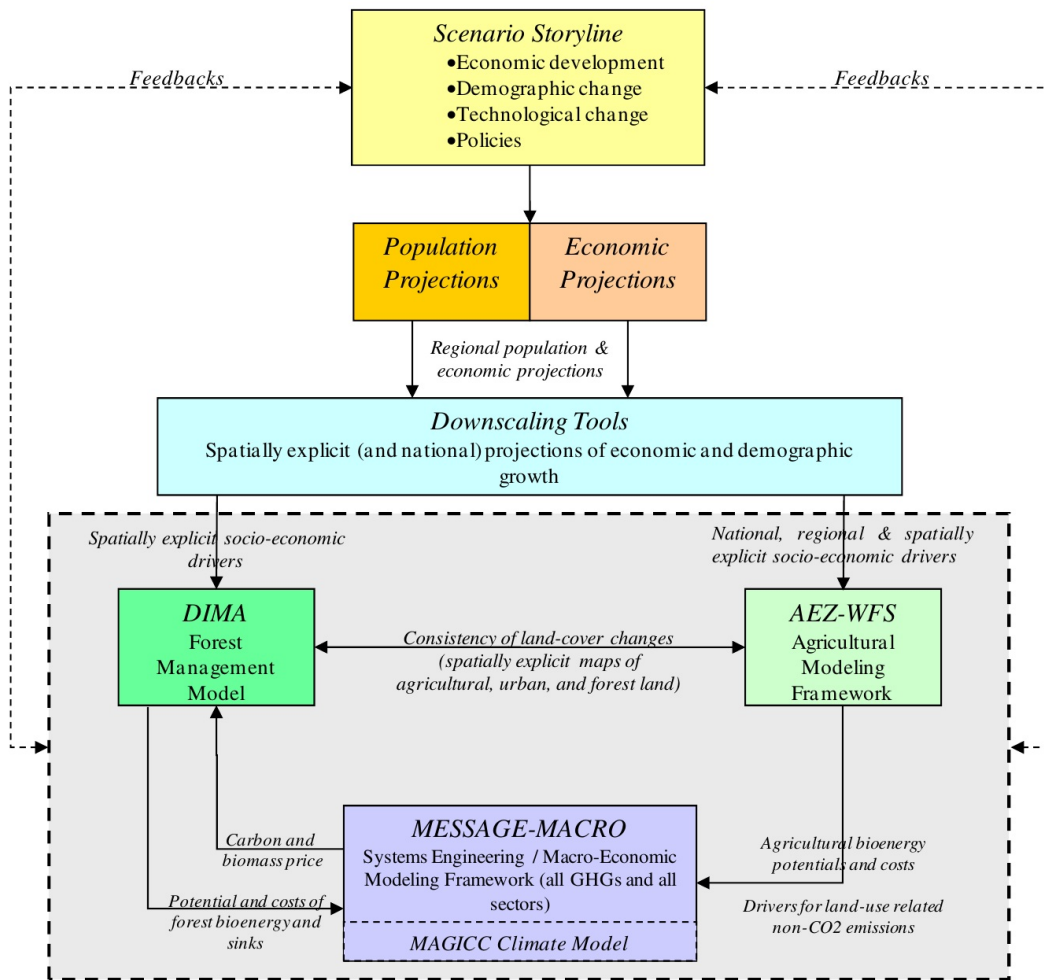 Scenario Storyline
•Economic development
•Demographic change
•Technological change
•Policies
Feedbacks
Feedbacks
Population
Projections
Economic
Projections
Regional population &
economic projections
Downscaling Tools
Spatially explicit (and national) projections of economic and demographic
growth
Spatially explicit socio-economic
drivers
National, regional & spatially
explicit socio-economic drivers
DIMA
Forest
Management
Model
Consistency of land-cover changes
(spatially explicit maps of
agricultural, urban, and forest land)
AEZ-WFS
Agricultural
Modeling
Framework
Carbon and
biomass price
Potential and costs of
forest bioenergy and
sinks
MESSAGE-MACRO
Systems Engineering / Macro-Economic
Modeling Framework (all GHGs and all
sectors)
MAGICC Climate Model
Agricultural bioenergy
potentials and costs
Drivers for land-use related
non-CO2 emissions